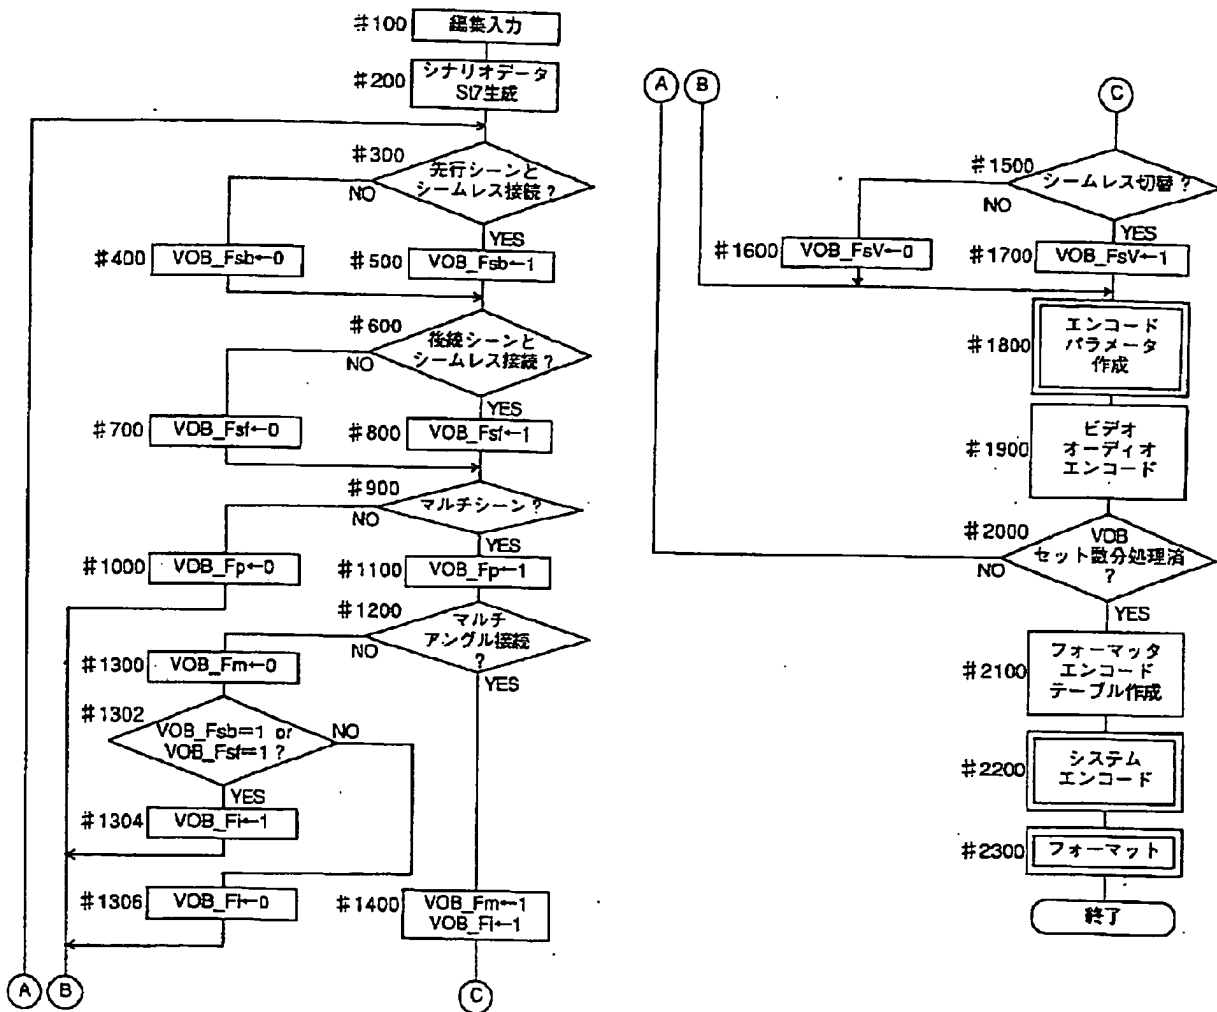 #100
編集入力
#200
シナリオデータ
St7生成
#300
先行シーンと
シームレス接続?
NO
YES
#400
VOB_Fsb←0
#500
VOB_Fsb←1
#600
後続シーンと
シームレス接続?
NO
YES
#700
VOB_Fsf←0
#800
VOB_Fsf←1
#900
マルチシーン?
NO
YES
#1000
VOB_Fp←0
#1100
VOB_Fp←1
#1200
マルチ
アングル接続
?
NO
YES
#1300
VOB_Fm←0
#1302
VOB_Fsb=1 or
VOB_Fsf=1?
NO
YES
#1304
VOB_Fi←1
#1306
VOB_Fi←0
#1400
VOB_Fm←1
VOB_Fi←1
A
B
C
A
B
C
#1500
シームレス切替?
NO
YES
#1600
VOB_FsV←0
#1700
VOB_FsV←1
#1800
エンコード
パラメータ
作成
#1900
ビデオ
オーディオ
エンコード
#2000
VOB
セット数分処理済
?
NO
YES
#2100
フォーマッタ
エンコード
テーブル作成
#2200
システム
エンコード
#2300
フォーマット
終了